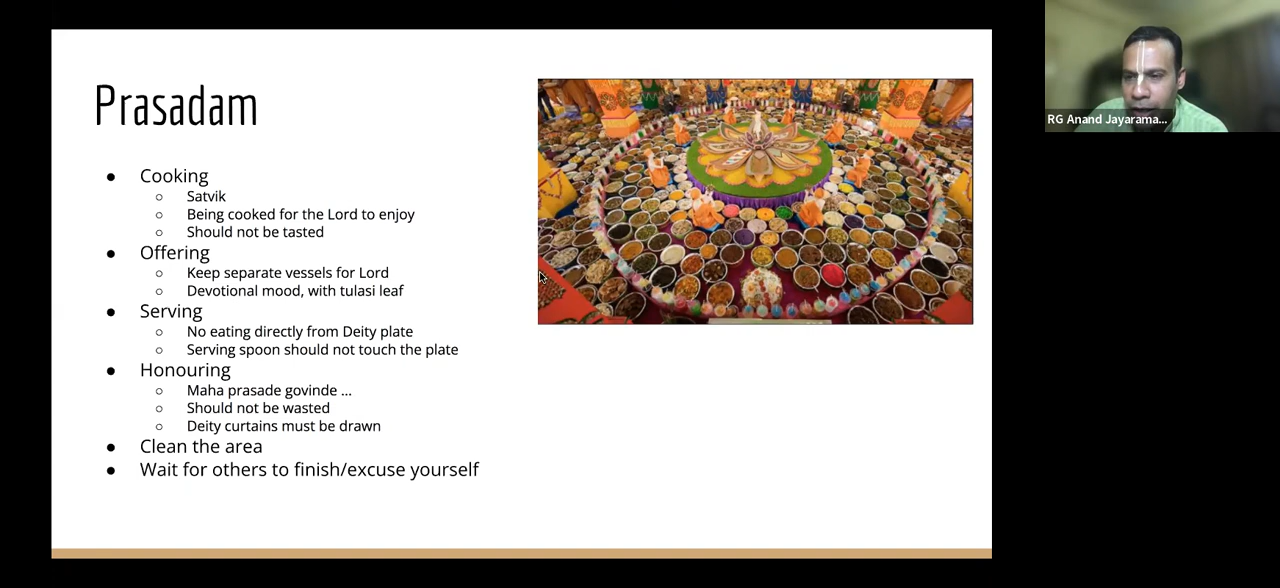 Prasadam
● Cooking
○ Satvik
○ Being cooked for the Lord to enjoy
○ Should not be tasted
● Offering
○ Keep separate vessels for Lord
○ Devotional mood, with tulasi leaf
● Serving
○ No eating directly from Deity plate
○ Serving spoon should not touch the plate
● Honouring
○ Maha prasade govinde ...
○ Should not be wasted
○ Deity curtains must be drawn
● Clean the area
● Wait for others to finish/excuse yourself
RG Anand Jayarama...